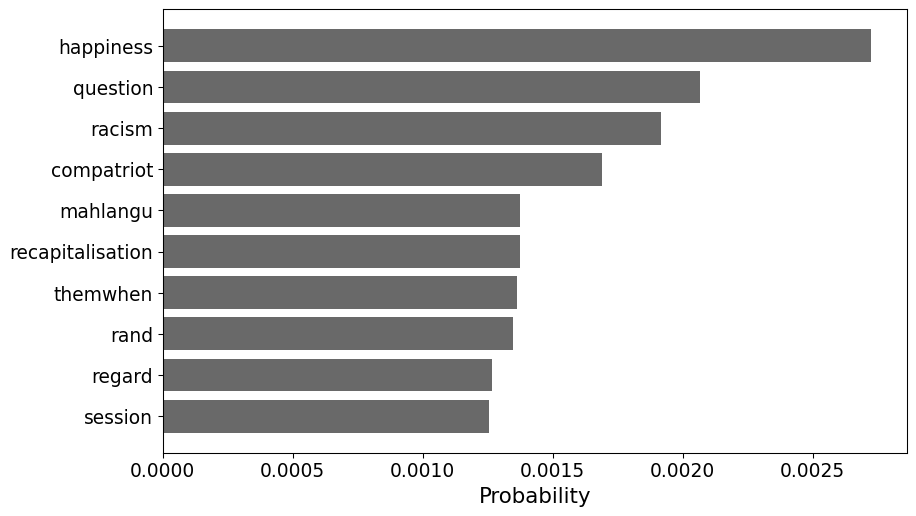 happiness
question
racism
compatriot
mahlangu
recapitalisation
themwhen
rand
regard
session
0.0000 0.0005 0.0010 0.0015 0.0020 0.0025
Probability